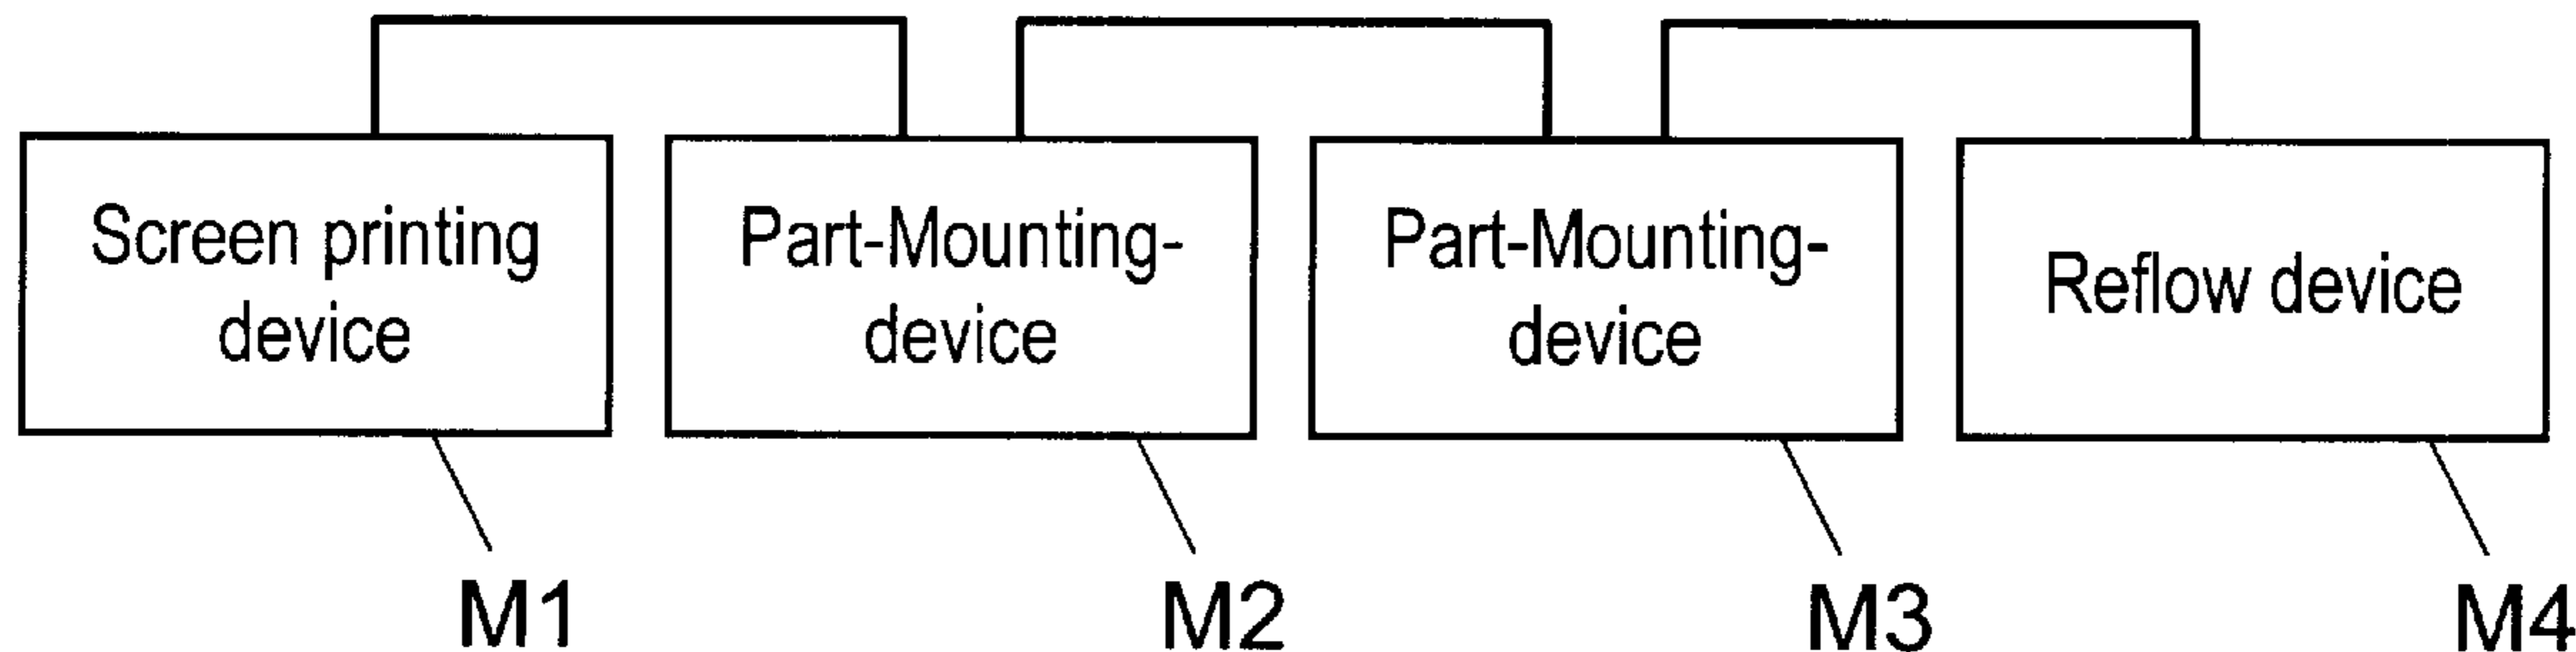 Screen printing
device
Part-Mounting-
device
Part-Mounting-
device
Reflow device
M1
M2
M3
M4